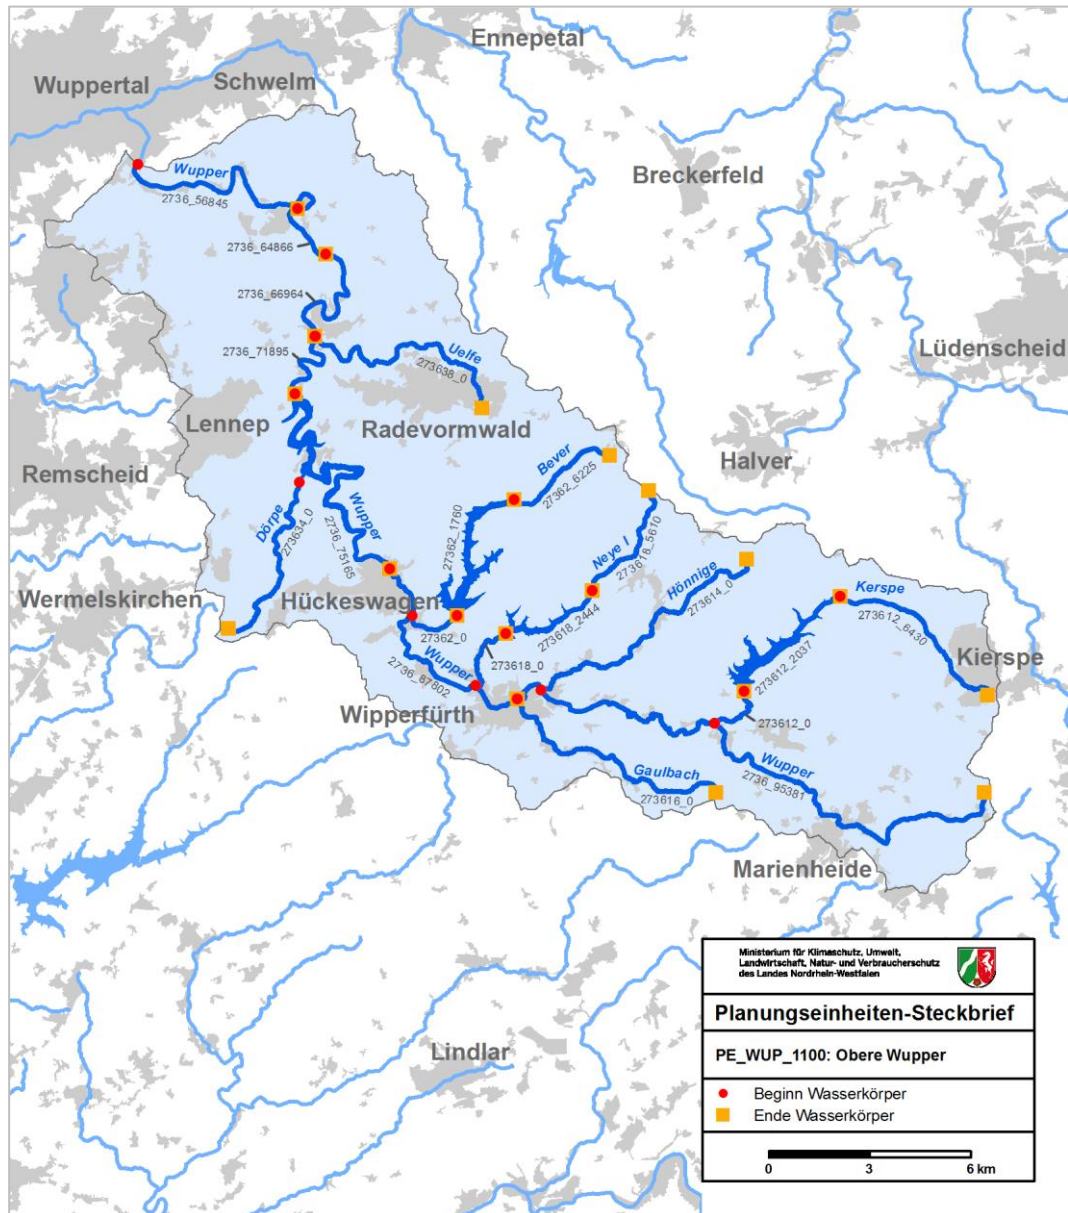 Ennepetal
Schwelm
Wuppertal
Wupper
2736_56845
Breckerfeld
2736_64866
2736_66964
2736_71895
Uelfe
273638_0
Lüdenscheid
Lennep
Radevormwald
Remscheid
Halver
Bever
27362_6225
Dörpe
273634_0
Wupper
2736_75165
27362_1760
Neye I
273618_5610
Hönnige
273614_0
Wermelskirchen
Hückeswagen
27362_0
273618_2444
Kerspe
273612_6430
Kierspe
273612_2037
Wupper
2736_87802
273618_0
Wipperfürth
273612_0
Gaulbach
273616_0
Wupper
2736_95381
Marienheide
Lindlar
Ministerium für Klimaschutz, Umwelt,
Landwirtschaft, Natur- und Verbraucherschutz
des Landes Nordrhein-Westfalen
Planungseinheiten-Steckbrief
PE_WUP_1100: Obere Wupper
Beginn Wasserkörper
Ende Wasserkörper
0 3 6 km